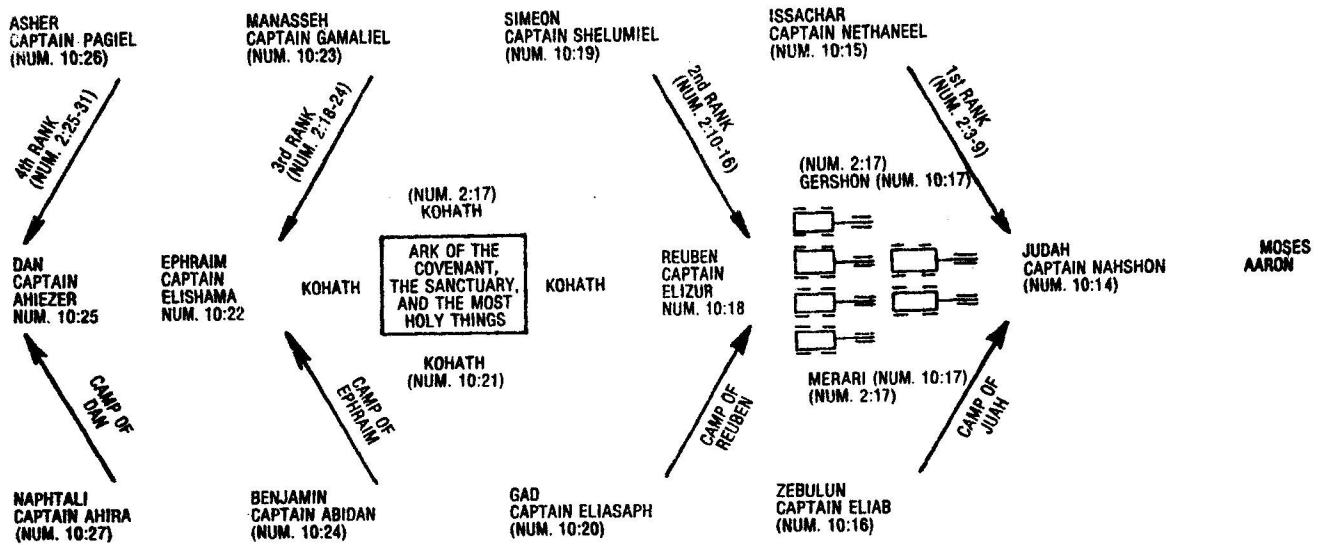 ASHER
CAPTAIN PAGIEL
(NUM. 10:26)
MANASSEH
CAPTAIN GAMALIEL
(NUM. 10:23)
SIMEON
CAPTAIN SHELUMIEL
(NUM. 10:19)
ISSACHAR
CAPTAIN NETHANEEL
(NUM. 10:15)
4th RANK
(NUM. 2:25-31)
3rd RANK
(NUM. 2:18-24)
2nd RANK
(NUM. 2:10-16)
1st RANK
(NUM. 2:3-9)
DAN
CAPTAIN
AHIEZER
NUM. 10:25
EPHRAIM
CAPTAIN
ELISHAMA
NUM. 10:22
KOHATH
(NUM. 2:17)
KOHATH
ARK OF THE
COVENANT,
THE SANCTUARY,
AND THE MOST
HOLY THINGS
KOHATH
(NUM. 10:21)
KOHATH
REUBEN
CAPTAIN
ELIZUR
NUM. 10:18
(NUM. 2:17)
GERSHON (NUM. 10:17)
MERARI (NUM. 10:17)
(NUM. 2:17)
JUDAH
CAPTAIN NAHSHON
(NUM. 10:14)
MOSES
AARON
CAMP OF
DAN
CAMP OF
EPHRAIM
CAMP OF
REUBEN
CAMP OF
JUAH
NAPHTALI
CAPTAIN AHIRA
(NUM. 10:27)
BENJAMIN
CAPTAIN ABIDAN
(NUM. 10:24)
GAD
CAPTAIN ELIASAPH
(NUM. 10:20)
ZEBULUN
CAPTAIN ELIAB
(NUM. 10:16)